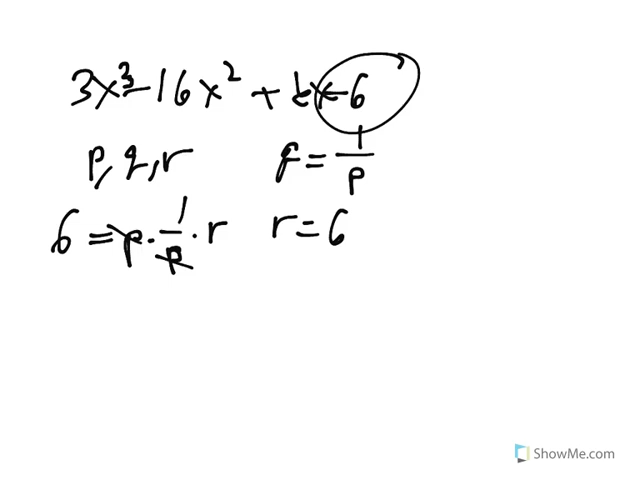 3x³ - 16x² + kx - 6
p, q, r q = 1/p
6 = p · 1/p · r r = 6
ShowMe.com